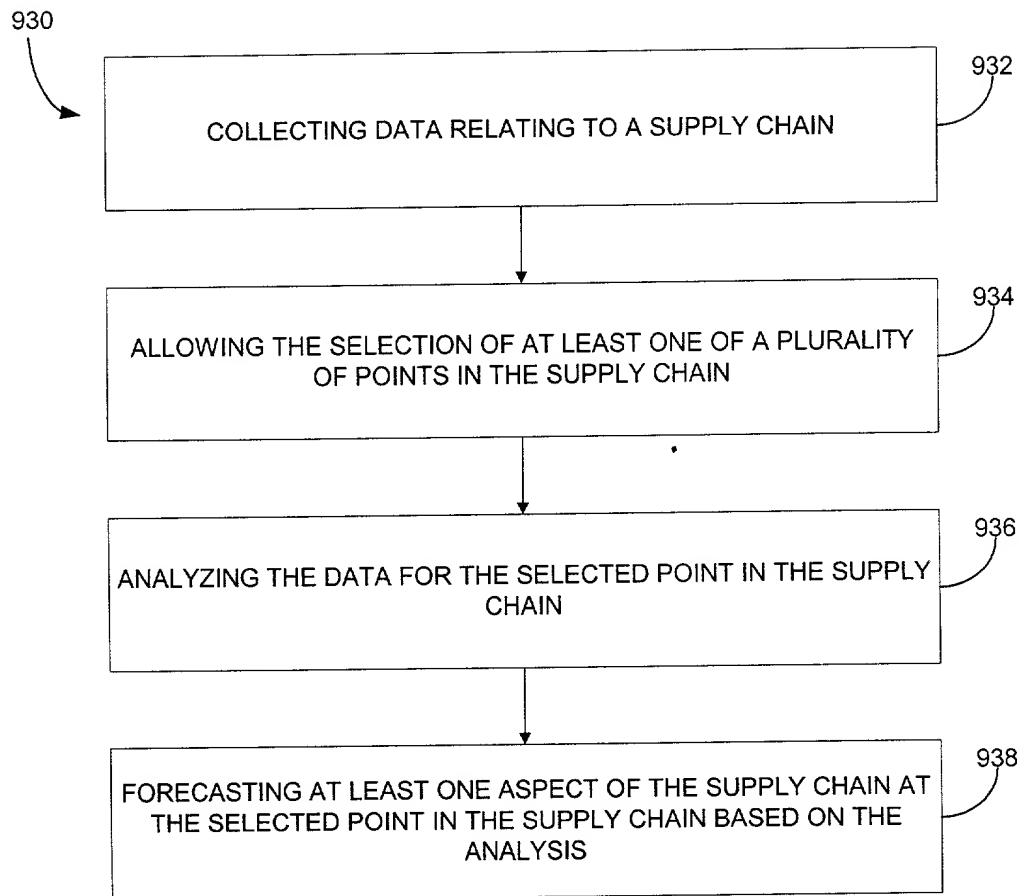 930
932
COLLECTING DATA RELATING TO A SUPPLY CHAIN
934
ALLOWING THE SELECTION OF AT LEAST ONE OF A PLURALITY
OF POINTS IN THE SUPPLY CHAIN
936
ANALYZING THE DATA FOR THE SELECTED POINT IN THE SUPPLY
CHAIN
938
FORECASTING AT LEAST ONE ASPECT OF THE SUPPLY CHAIN AT
THE SELECTED POINT IN THE SUPPLY CHAIN BASED ON THE
ANALYSIS